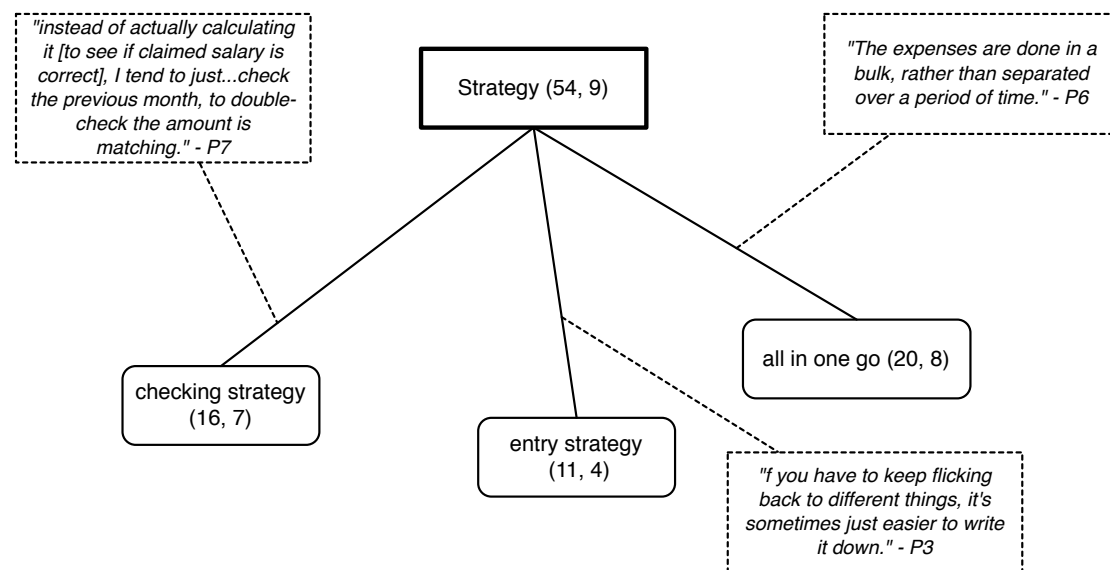 "instead of actually calculating
it [to see if claimed salary is
correct], I tend to just...check
the previous month, to double-
check the amount is
matching." - P7
Strategy (54, 9)
"The expenses are done in a
bulk, rather than separated
over a period of time." - P6
checking strategy
(16, 7)
entry strategy
(11, 4)
all in one go (20, 8)
"f you have to keep flicking
back to different things, it's
sometimes just easier to write
it down." - P3